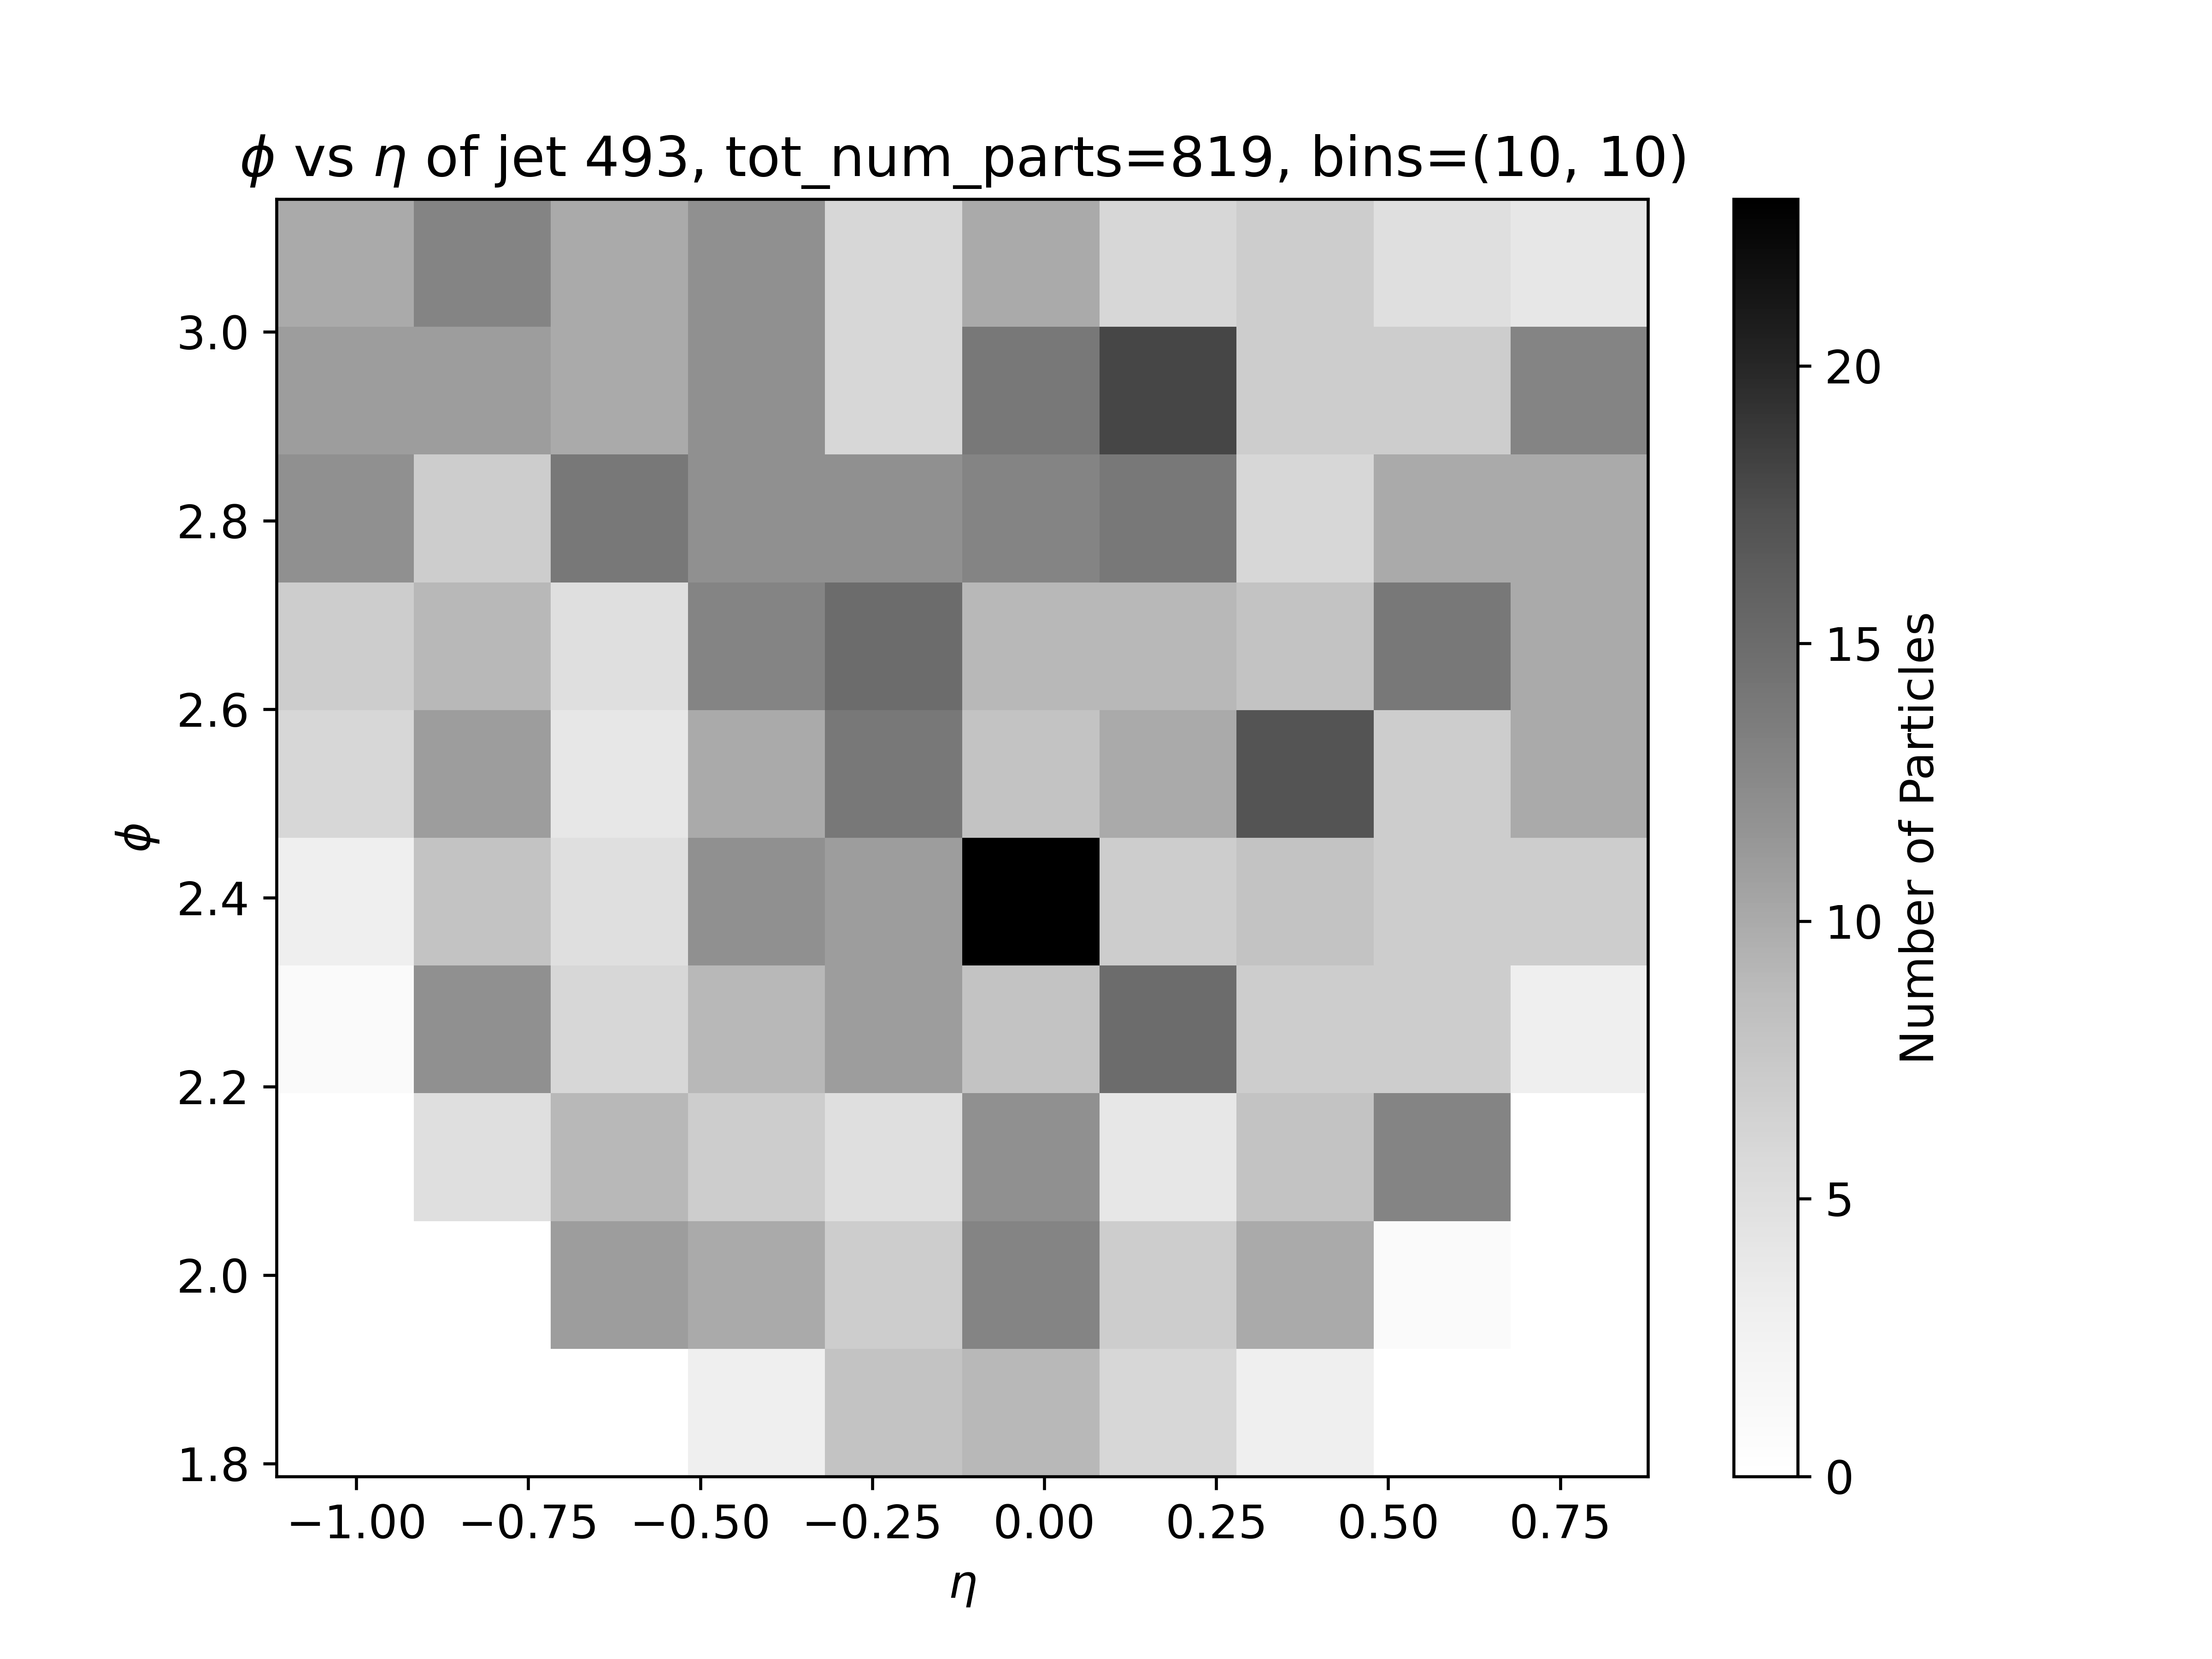 ϕ vs η of jet 493, tot_num_parts=819, bins=(10, 10)
3.0
2.8
2.6
2.4
2.2
2.0
1.8
ϕ
−1.00 −0.75 −0.50 −0.25 0.00 0.25 0.50 0.75
η
20
15
10
5
0
Number of Particles